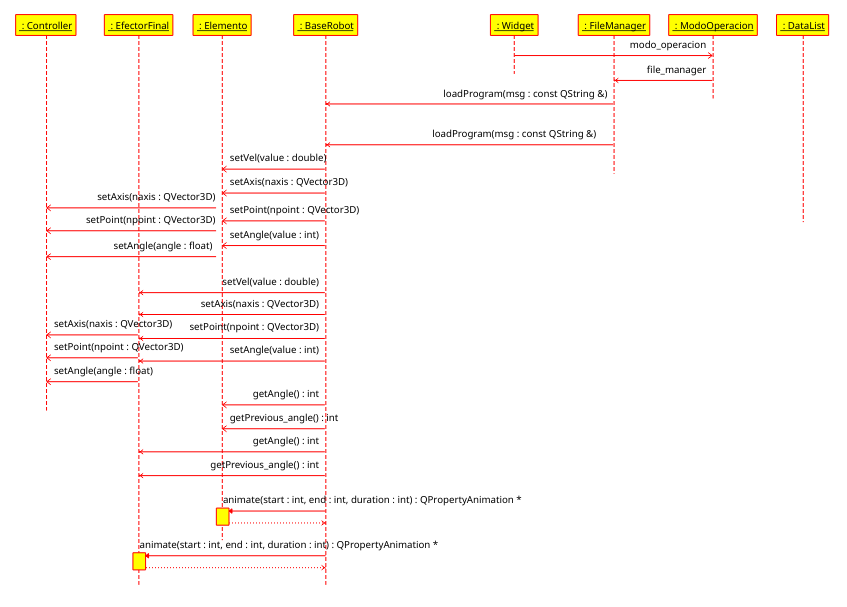 : Controller
: EfectorFinal
: Elemento
: BaseRobot
: Widget
: FileManager
: ModoOperacion
: DataList
modo_operacion
file_manager
loadProgram(msg : const QString &)
loadProgram(msg : const QString &)
setVel(value : double)
setAxis(naxis : QVector3D)
setAxis(naxis : QVector3D)
setPoint(npoint : QVector3D)
setPoint(npoint : QVector3D)
setAngle(value : int)
setAngle(angle : float)
setVel(value : double)
setAxis(naxis : QVector3D)
setAxis(naxis : QVector3D)
setPoint(npoint : QVector3D)
setPoint(npoint : QVector3D)
setAngle(value : int)
setAngle(angle : float)
getAngle() : int
getPrevious_angle() : int
getAngle() : int
getPrevious_angle() : int
animate(start : int, end : int, duration : int) : QPropertyAnimation *
animate(start : int, end : int, duration : int) : QPropertyAnimation *